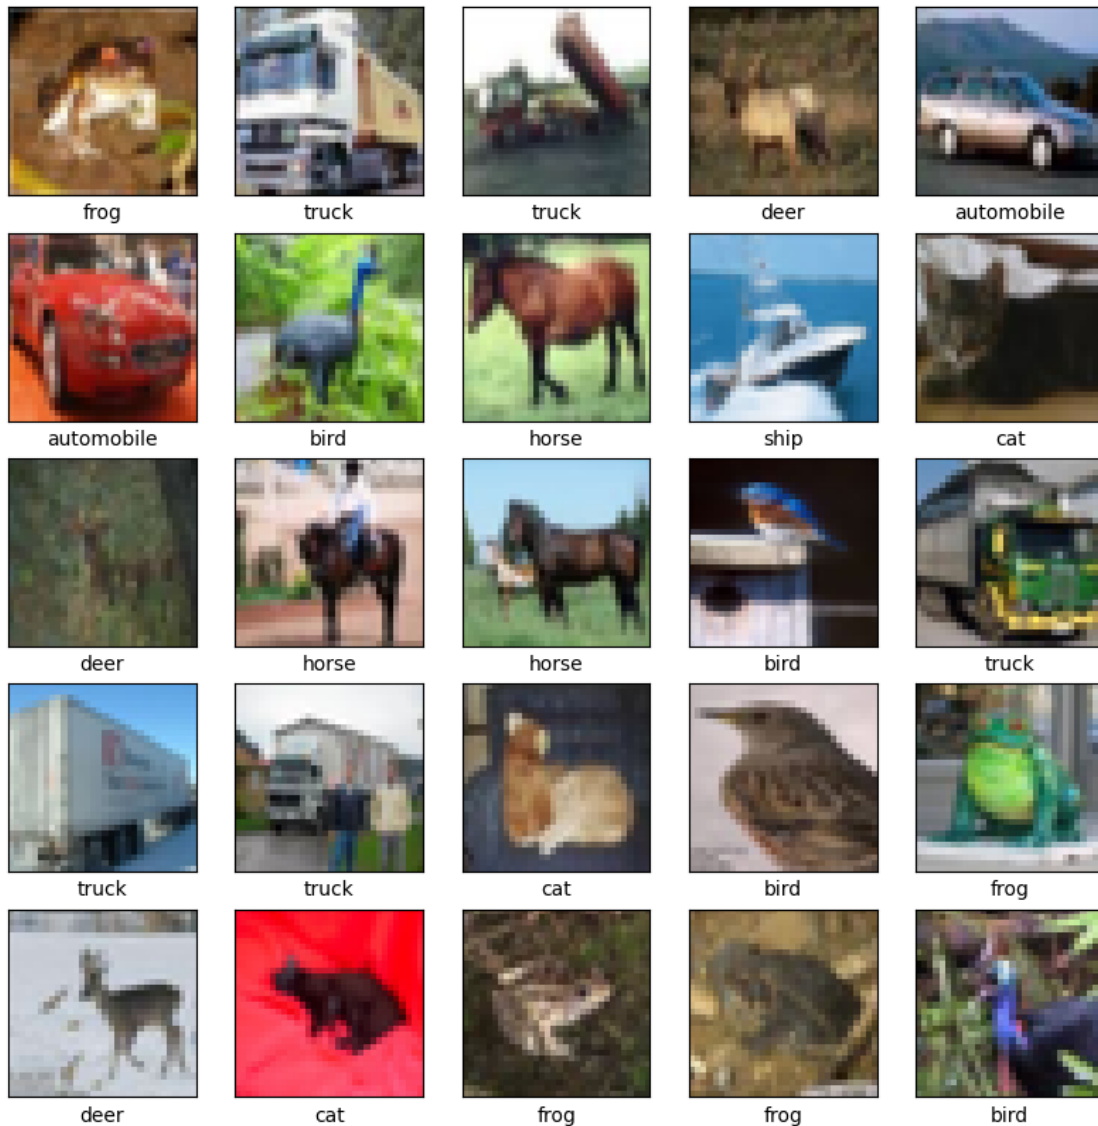 frog truck truck deer automobile
automobile bird horse ship cat
deer horse horse bird truck
truck truck cat bird frog
deer cat frog frog bird